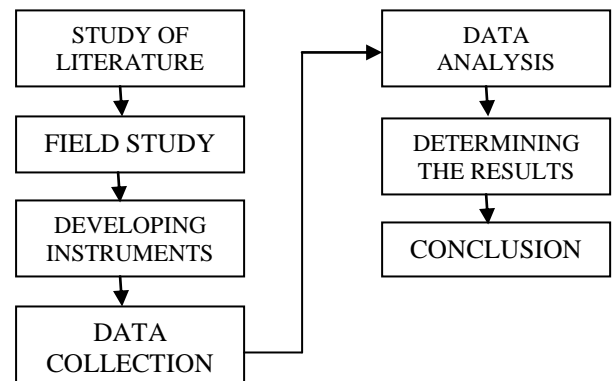 STUDY OF
LITERATURE
FIELD STUDY
DEVELOPING
INSTRUMENTS
DATA
COLLECTION
DATA
ANALYSIS
DETERMINING
THE RESULTS
CONCLUSION